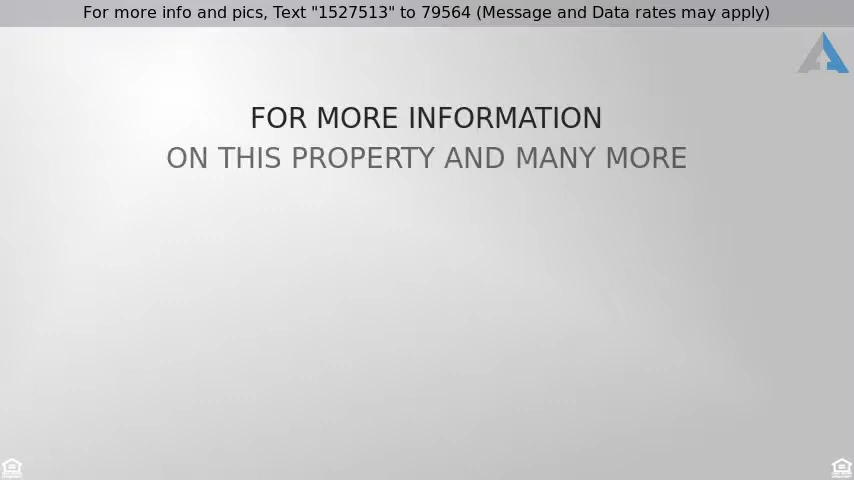 For more info and pics, Text "1527513" to 79564 (Message and Data rates may apply)
FOR MORE INFORMATION
ON THIS PROPERTY AND MANY MORE